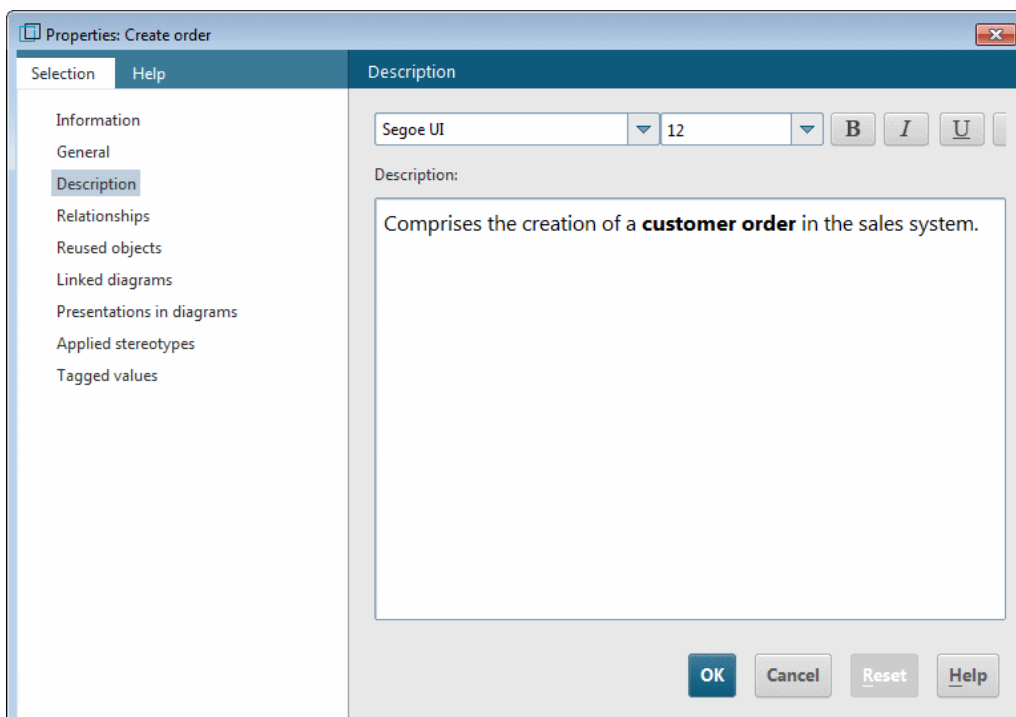 Properties: Create order
Selection Help
Description
Information
General
Description
Relationships
Reused objects
Linked diagrams
Presentations in diagrams
Applied stereotypes
Tagged values
Segoe UI 12 B I U
Description:
Comprises the creation of a customer order in the sales system.
OK Cancel Reset Help